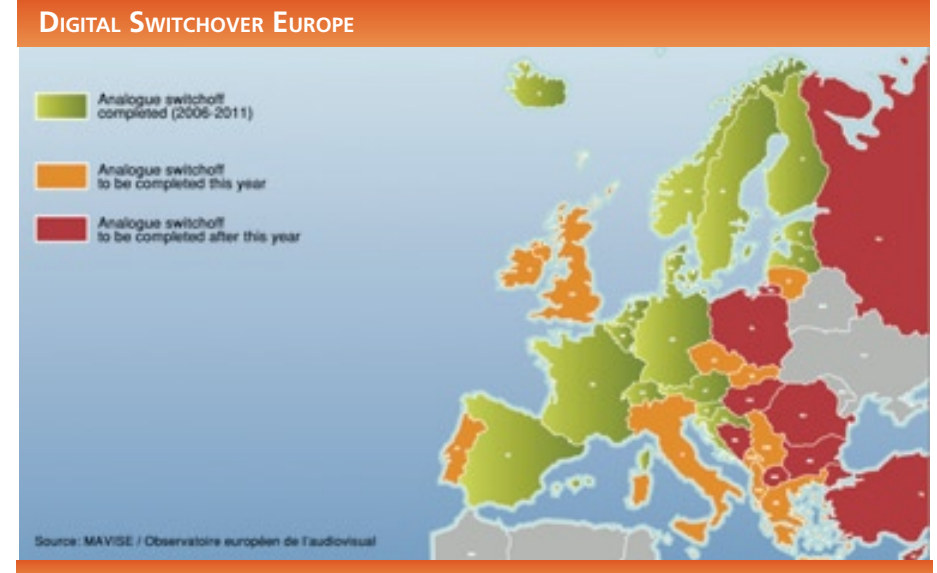 DIGITAL SWITCHOVER EUROPE
Analogue switchoff
completed (2006-2011)
Analogue switchoff
to be completed this year
Analogue switchoff
to be completed after this year
Source: MAVISE / Observatoire européen de l'audiovisual